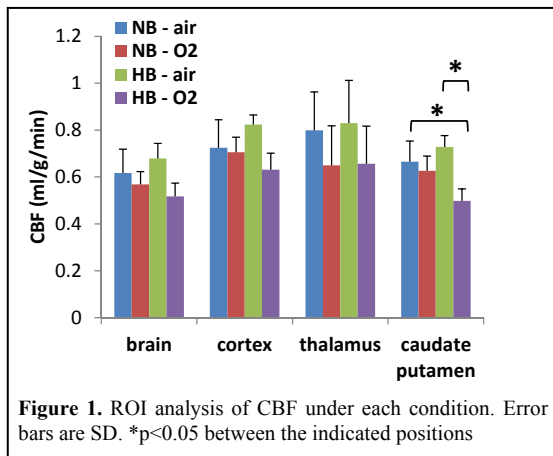 1.2
1
0.8
0.6
0.4
0.2
0
CBF (ml/g/min)
NB - air
NB - O2
HB - air
HB - O2
*
*
brain
cortex
thalamus
caudate
putamen
Figure 1. ROI analysis of CBF under each condition. Error
bars are SD. *p<0.05 between the indicated positions